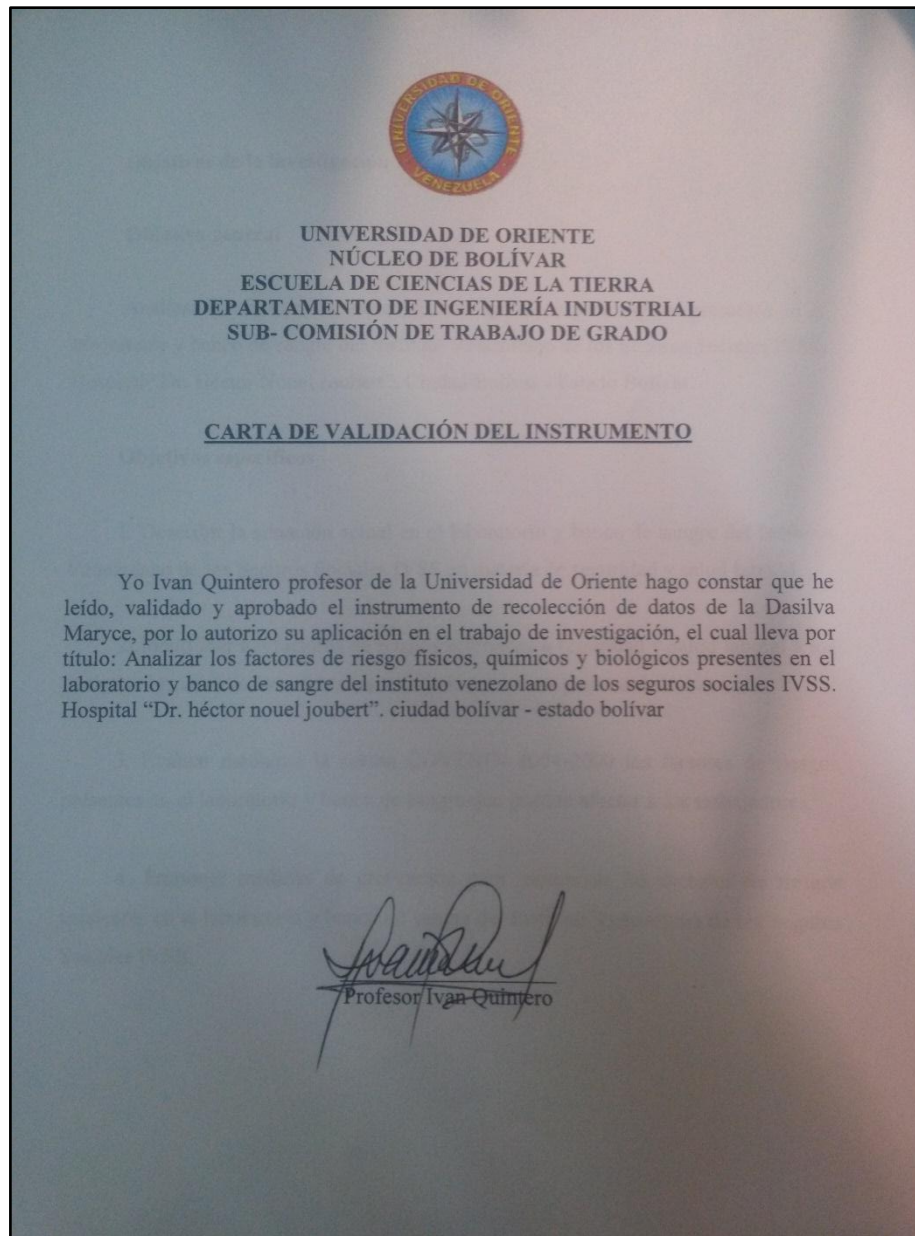 UNIVERSIDAD DE ORIENTE
VENEZUELA
UNIVERSIDAD DE ORIENTE
NÚCLEO DE BOLÍVAR
ESCUELA DE CIENCIAS DE LA TIERRA
DEPARTAMENTO DE INGENIERÍA INDUSTRIAL
SUB- COMISIÓN DE TRABAJO DE GRADO
CARTA DE VALIDACIÓN DEL INSTRUMENTO
Yo Ivan Quintero profesor de la Universidad de Oriente hago constar que he
leído, validado y aprobado el instrumento de recolección de datos de la Dasilva
Maryce, por lo autorizo su aplicación en el trabajo de investigación, el cual lleva por
título: Analizar los factores de riesgo físicos, químicos y biológicos presentes en el
laboratorio y banco de sangre del instituto venezolano de los seguros sociales IVSS.
Hospital “Dr. héctor nouel joubert”. ciudad bolívar - estado bolívar
Profesor Ivan Quintero